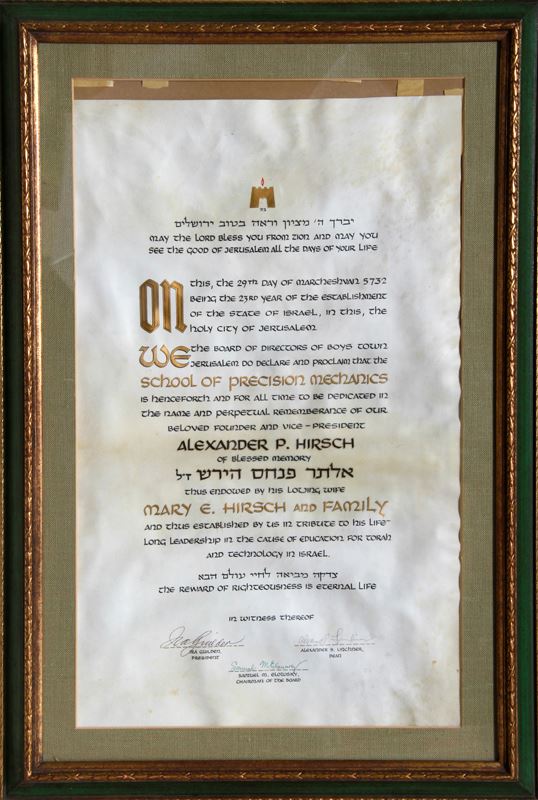 יברך ה׳ מציון וראה בטוב ירושלים
MAY THE LORD BLESS YOU FROM ZION AND MAY YOU
SEE THE GOOD OF JERUSALEM ALL THE DAYS OF YOUR LIFE
ON THIS, THE 29TH DAY OF MARCHESHVAN 5732
BEING THE 23RD YEAR OF THE ESTABLISHMENT
OF THE STATE OF ISRAEL, IN THIS, THE
HOLY CITY OF JERUSALEM
WE THE BOARD OF DIRECTORS OF BOYS TOWN
JERUSALEM DO DECLARE AND PROCLAIM THAT THE
SCHOOL OF PRECISION MECHANICS
IS HENCEFORTH AND FOR ALL TIME TO BE DEDICATED IN
THE NAME AND PERPETUAL REMEMBERANCE OF OUR
BELOVED FOUNDER AND VICE-PRESIDENT
ALEXANDER P. HIRSCH
OF BLESSED MEMORY
אלתר פנחס הירש ז״ל
THUS ENDOWED BY HIS LOVING WIFE
MARY E. HIRSCH AND FAMILY
AND THUS ESTABLISHED BY US IN TRIBUTE TO HIS LIFE-
LONG LEADERSHIP IN THE CAUSE OF EDUCATION FOR TORAH
AND TECHNOLOGY IN ISRAEL.
צדקה מביאה לחיי עולם הבא
THE REWARD OF RIGHTEOUSNESS IS ETERNAL LIFE
IN WITNESS THEREOF
IRA GUILDEN
PRESIDENT
ALEXANDER S. LINCHNER,
DEAN
SAMUEL M. ELOWSKY,
CHAIRMAN OF THE BOARD